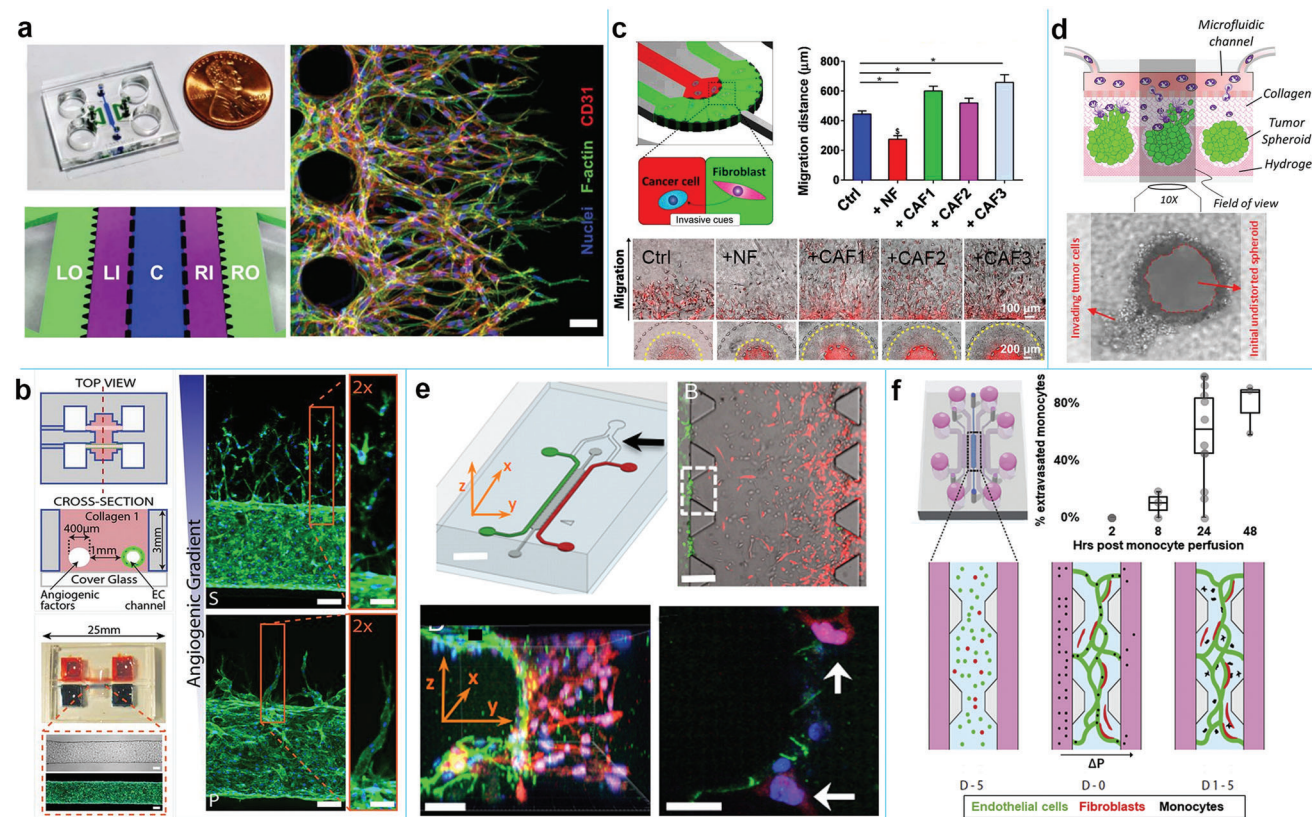 a
LO
LI
C
RI
RO
Nuclei F-actin CD31
b
TOP VIEW
CROSS-SECTION
Collagen 1
400µm
1mm
3mm
Cover Glass
Angiogenic
factors
EC
channel
25mm
Angiogenic Gradient
S
2x
P
2x
c
Cancer cell
Fibroblast
Invasive cues
Migration distance (µm)
800
600
400
200
0
*
*
*
$
Ctrl
+ NF
+ CAF1
+ CAF2
+ CAF3
Migration
Ctrl
+NF
+CAF1
+CAF2
+CAF3
100 µm
200 µm
d
Microfluidic
channel
Collagen
Tumor
Spheroid
Hydroge
10X
Field of view
Invading tumor cells
Initial undistorted spheroid
e
z
x
y
B
z
x
y
f
% extravasated monocytes
80%
40%
0%
2
8
24
48
Hrs post monocyte perfusion
ΔP
D-5
D-0
D1-5
Endothelial cells Fibroblasts Monocytes